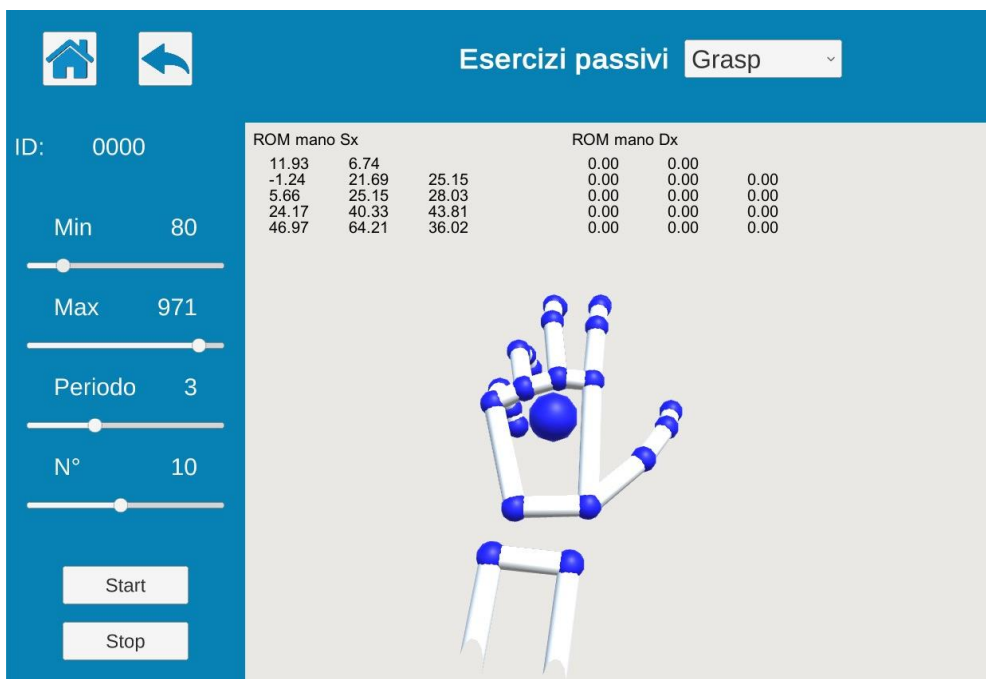 Esercizi passivi Grasp
ID: 0000
Min 80
Max 971
Periodo 3
N° 10
Start
Stop
ROM mano Sx
11.93 6.74
-1.24 21.69 25.15
5.66 25.15 28.03
24.17 40.33 43.81
46.97 64.21 36.02
ROM mano Dx
0.00 0.00
0.00 0.00 0.00
0.00 0.00 0.00
0.00 0.00 0.00
0.00 0.00 0.00